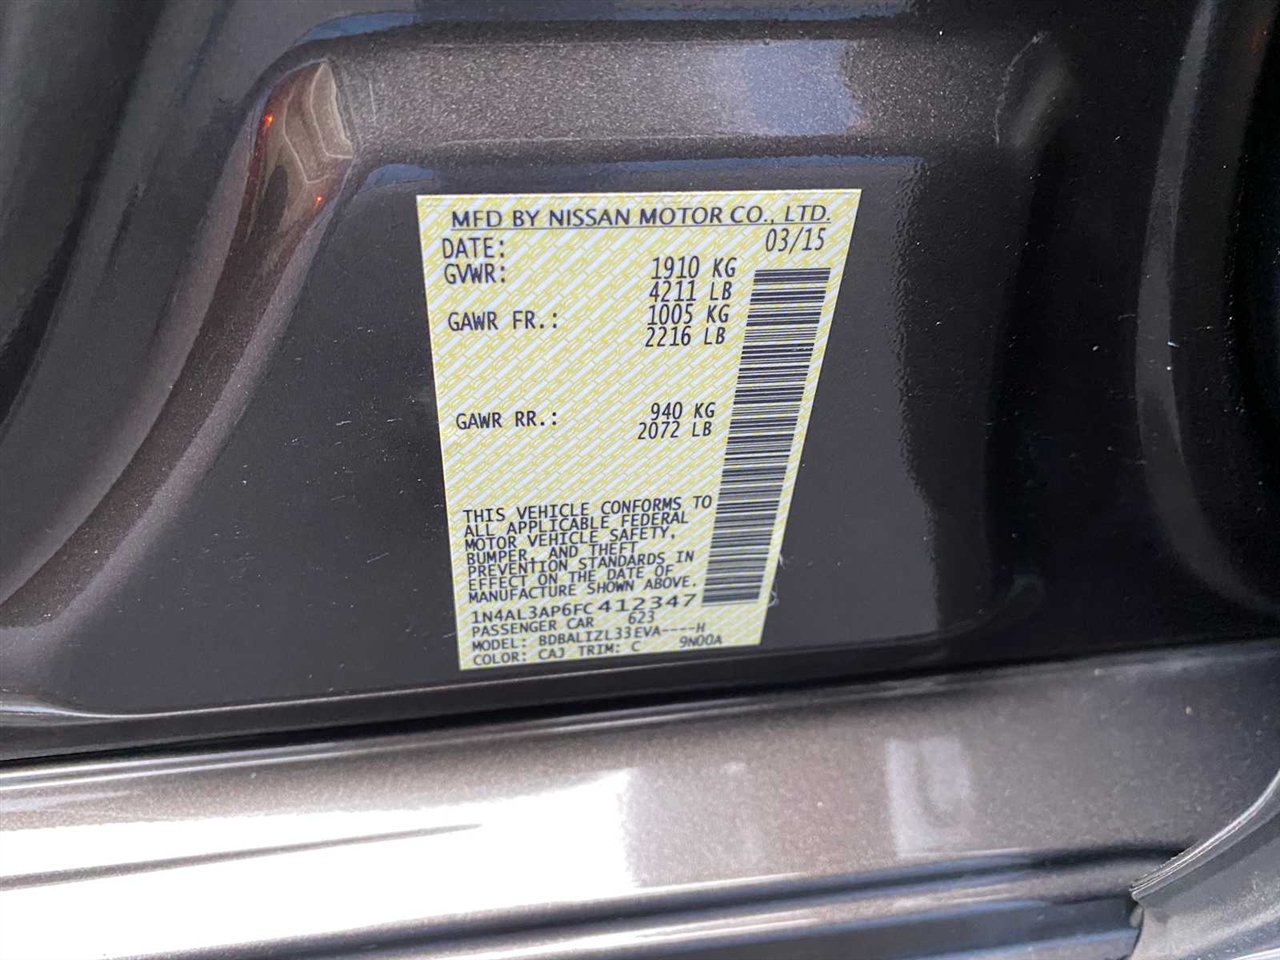 MFD BY NISSAN MOTOR CO., LTD.
DATE: 03/15
GVWR: 1910 KG
4211 LB
GAWR FR.: 1005 KG
2216 LB
GAWR RR.: 940 KG
2072 LB
THIS VEHICLE CONFORMS TO
ALL APPLICABLE FEDERAL
MOTOR VEHICLE SAFETY,
BUMPER, AND THEFT
PREVENTION STANDARDS IN
EFFECT ON THE DATE OF
MANUFACTURE SHOWN ABOVE.
1N4AL3AP6FC412347
PASSENGER CAR 623
MODEL: BDBALIZL33EVA----H
COLOR: CAJ TRIM: C 9N00A